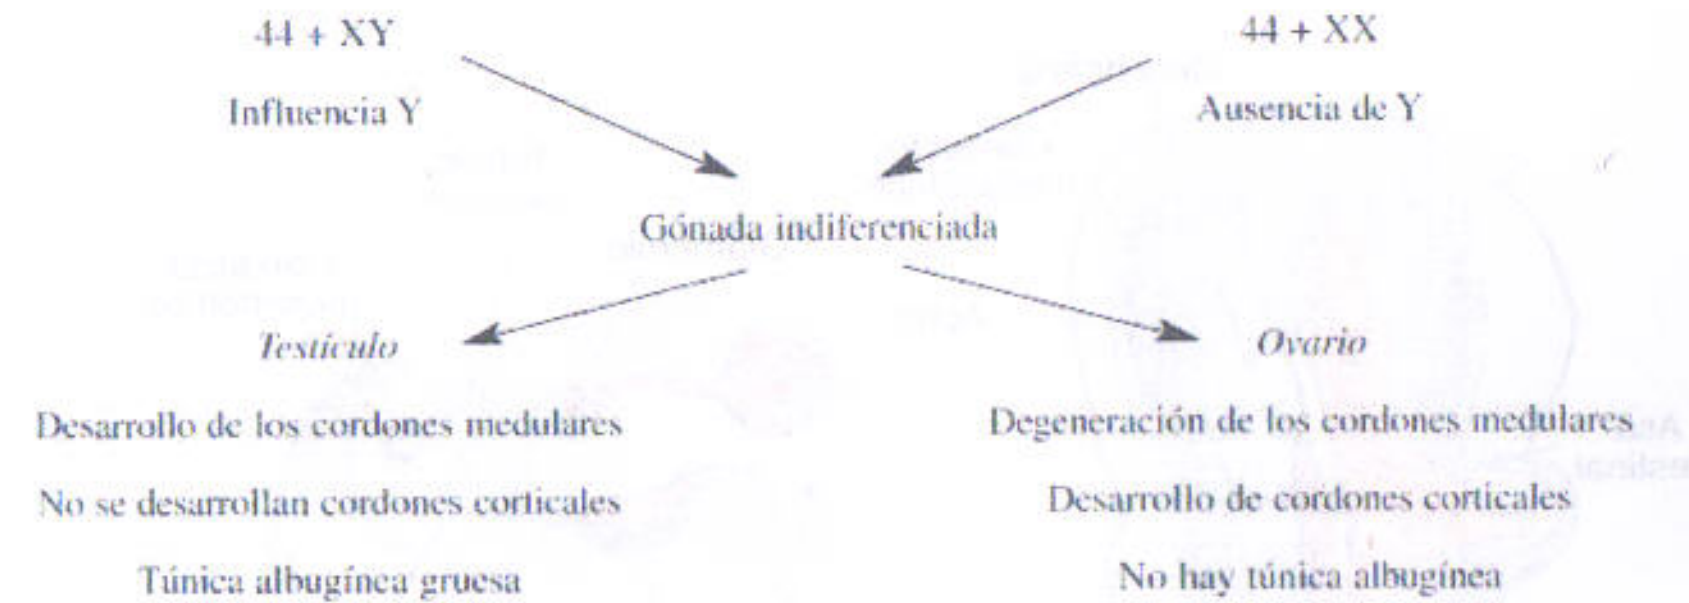 44 + XY
44 + XX
Influencia Y
Ausencia de Y
Gónada indiferenciada
Testículo
Ovario
Desarrollo de los cordones medulares
Degeneración de los cordones medulares
No se desarrollan cordones corticales
Desarrollo de cordones corticales
Túnica albugínea gruesa
No hay túnica albugínea